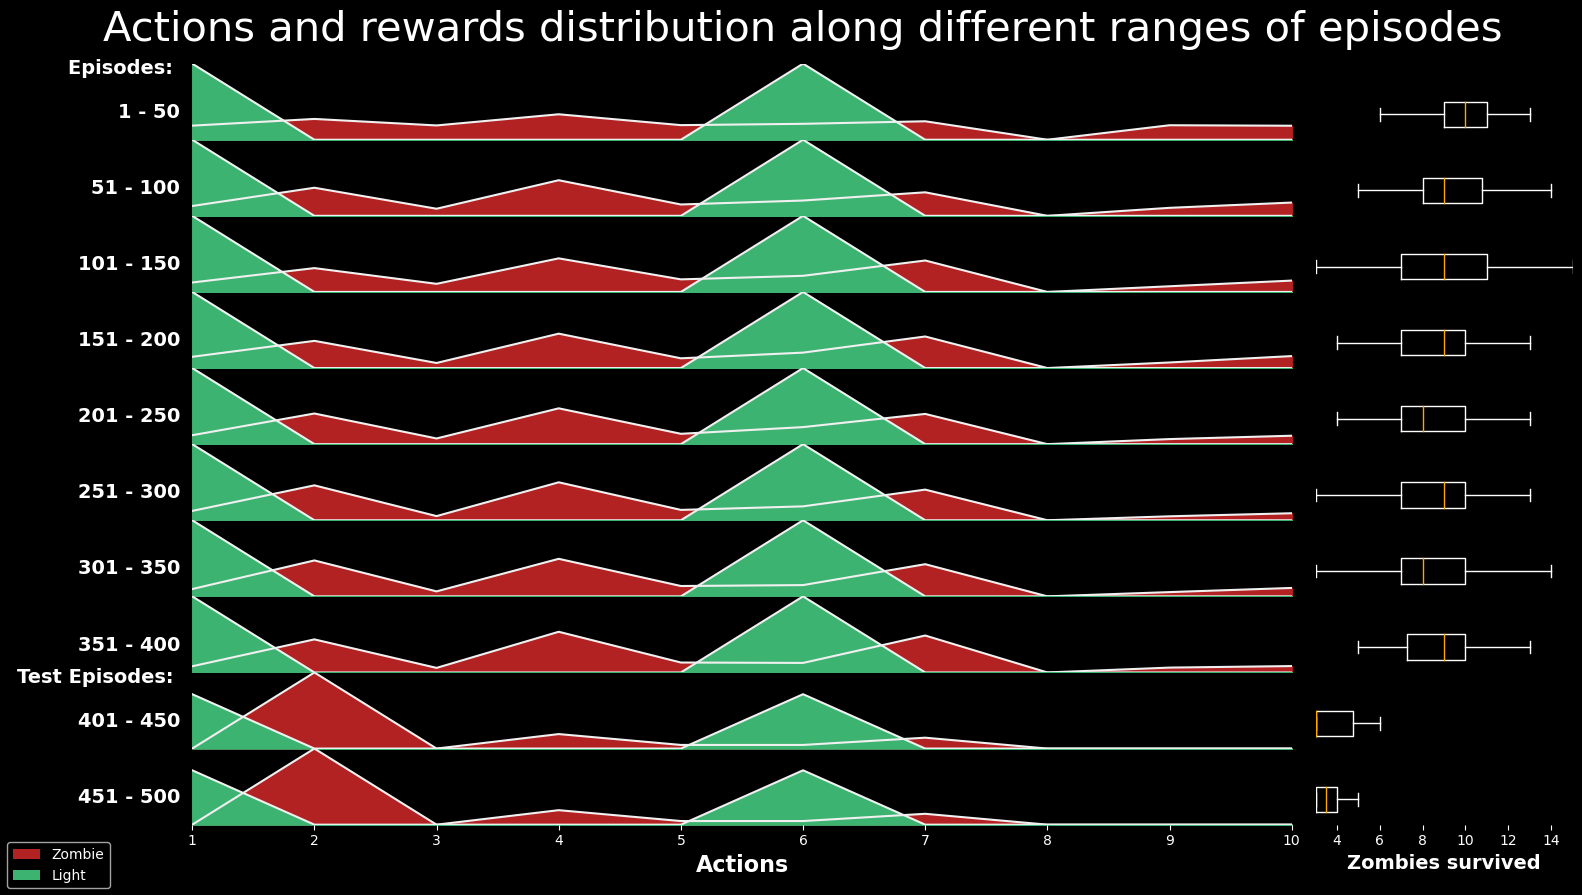 Actions and rewards distribution along different ranges of episodes
Episodes:
1 - 50
51 - 100
101 - 150
151 - 200
201 - 250
251 - 300
301 - 350
351 - 400
Test Episodes:
401 - 450
451 - 500
1 2 3 4 5 6 7 8 9 10
4 6 8 10 12 14
Actions
Zombies survived
Zombie
Light